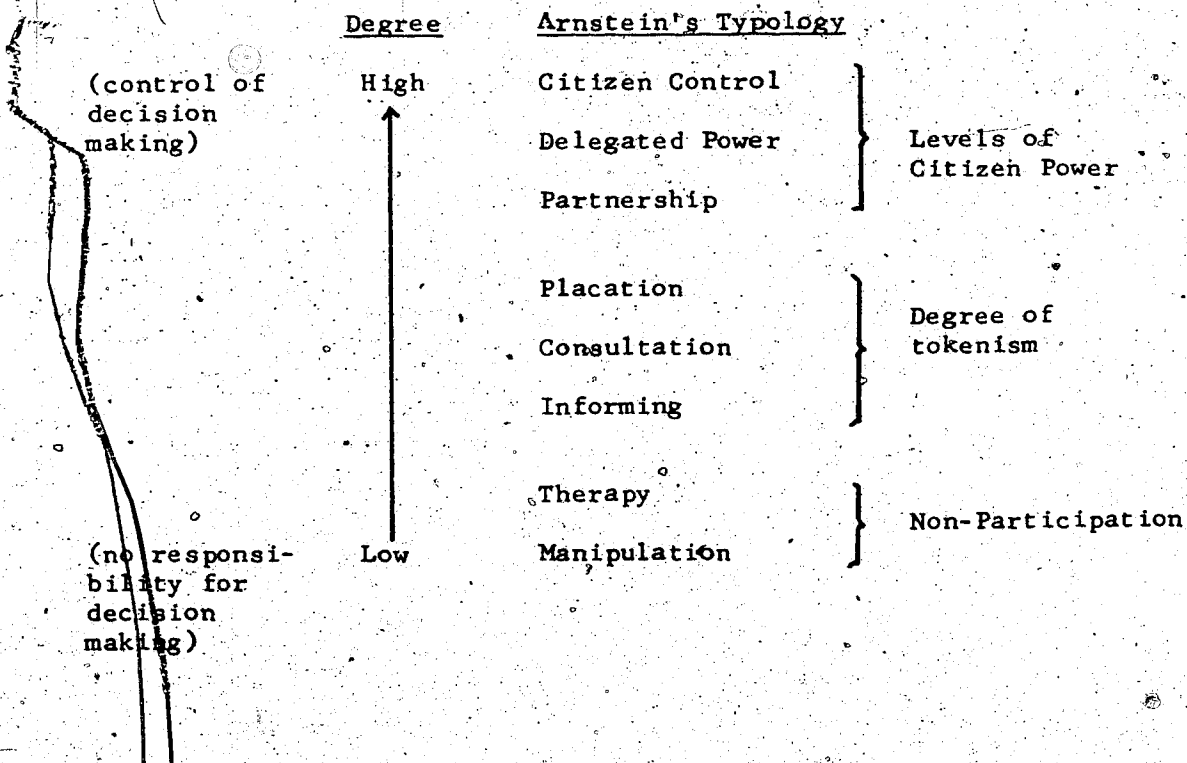 Degree Arnstein's Typology
(control of High Citizen Control
decision
making) Delegated Power Levels of
Citizen Power
Partnership
Placation
Degree of
Consultation tokenism
Informing
Therapy
Non-Participation
(no responsi- Low Manipulation
bility for
decision
making)